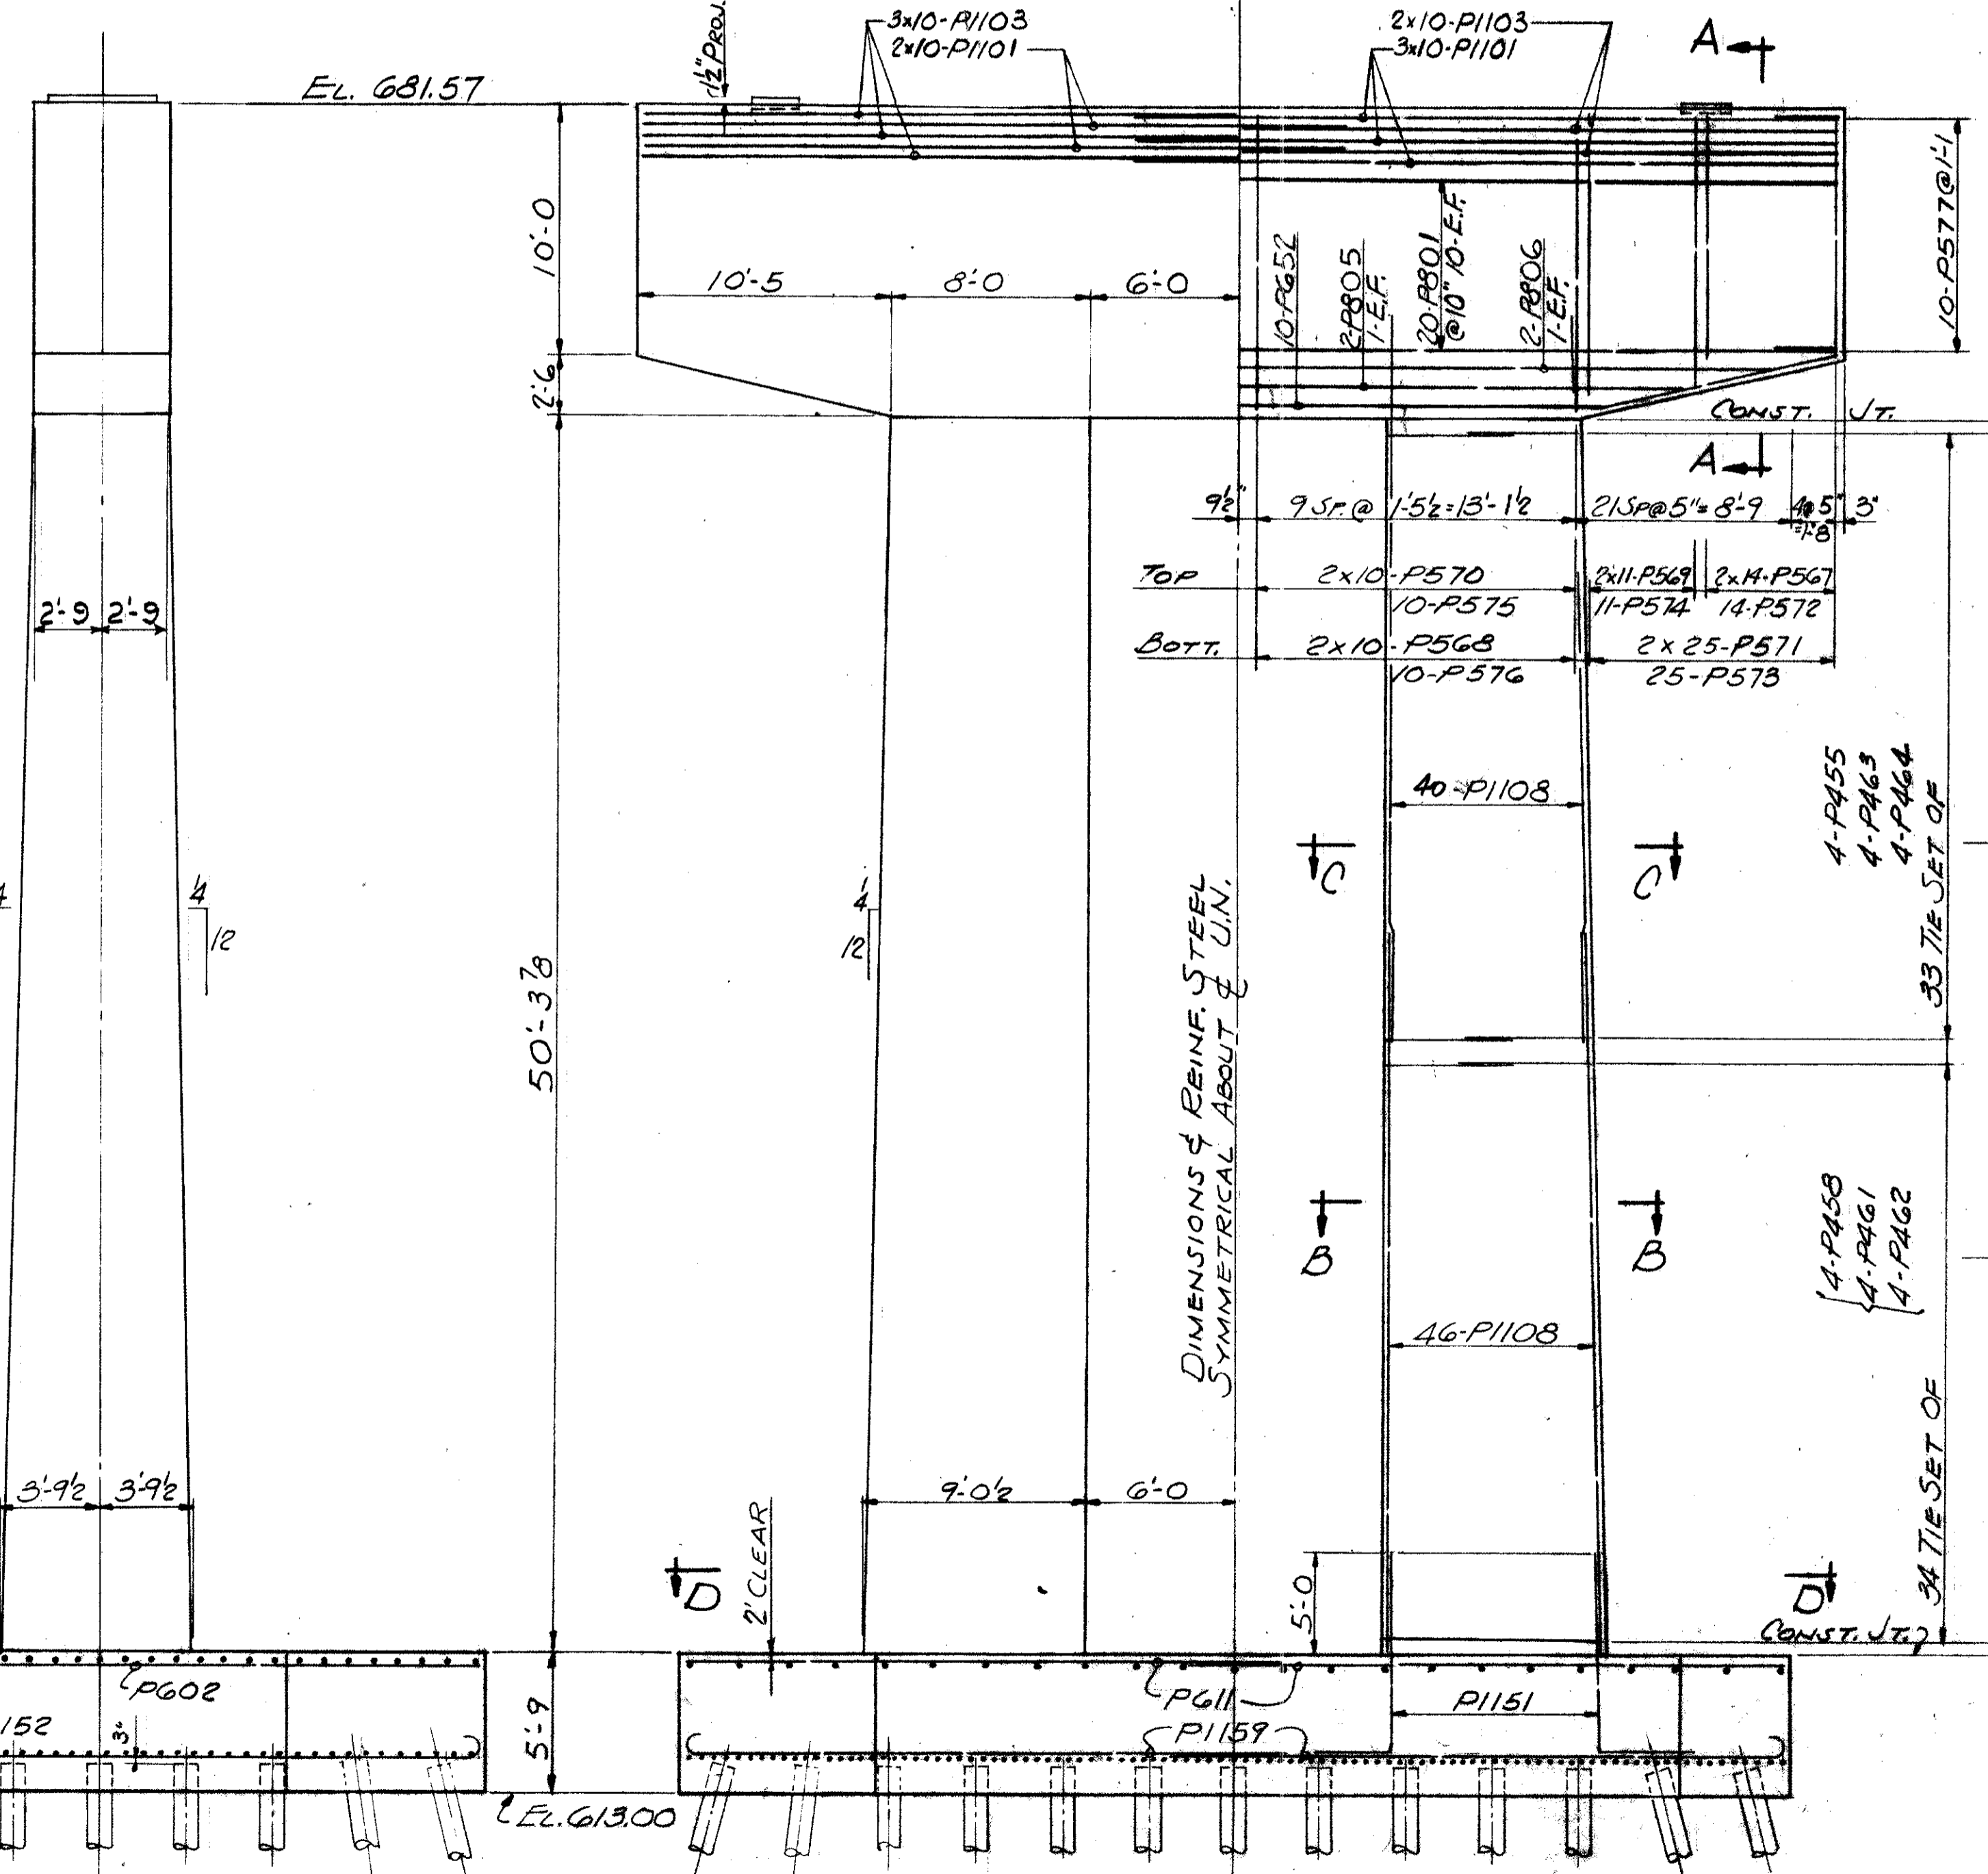 1½" PROJ.
3x10-P1103
2x10-P1101
2x10-P1103
3x10-P1101
A
EL. 681.57
10'-0
10'-5
8'-0
6'-0
10-P652
2-P805
1-E.F.
20-P801
@10" 10-E.F.
2-P806
1-E.F.
10-P577@1'-1
2'-6
CONST. JT.
A
9½"
9 SP. @ 1'-5½=13'-1½
21SP@5"=8'-9
4@5"
=1'-8
3"
TOP
2x10-P570
10-P575
2x11-P569
11-P574
2x14-P567
14-P572
BOTT.
2x10-P568
10-P576
2x25-P571
25-P573
2'-9
2'-9
40-P1108
4-P455
4-P463
4-P464
33 TIE SET OF
C
C
¼
12
¼
12
50'-3⅞
DIMENSIONS & REINF. STEEL
SYMMETRICAL ABOUT ℄ U.N.
B
B
4-P458
4-P461
4-P462
34 TIE SET OF
46-P1108
3'-9½
3'-9½
9'-0½
6'-0
2" CLEAR
5'-0
D
D
CONST. JT.
P602
152
3"
5'-9
P611
P1159
P1151
EL. 613.00